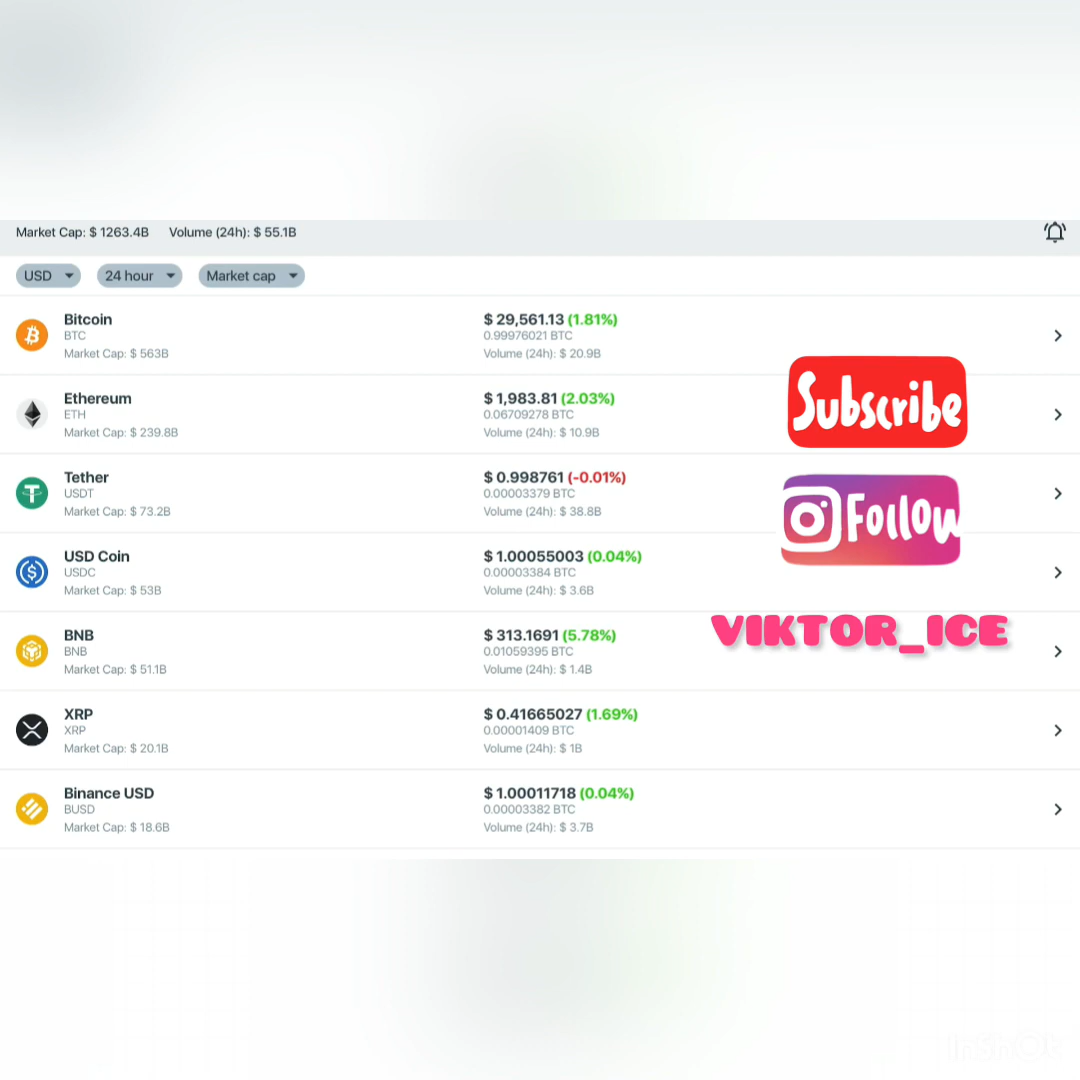 Market Cap: $ 1263.4B Volume (24h): $ 55.1B
USD 24 hour Market cap
Bitcoin $ 29,561.13 (1.81%)
BTC 0.99976021 BTC
Market Cap: $ 563B Volume (24h): $ 20.9B
Subscribe
Ethereum $ 1,983.81 (2.03%)
ETH 0.06709278 BTC
Market Cap: $ 239.8B Volume (24h): $ 10.9B
Tether $ 0.998761 (-0.01%)
USDT 0.00003379 BTC
Market Cap: $ 73.2B Volume (24h): $ 38.8B
Follow
USD Coin $ 1.00055003 (0.04%)
USDC 0.00003384 BTC
Market Cap: $ 53B Volume (24h): $ 3.6B
VIKTOR_ICE
BNB $ 313.1691 (5.78%)
BNB 0.01059395 BTC
Market Cap: $ 51.1B Volume (24h): $ 1.4B
XRP $ 0.41665027 (1.69%)
XRP 0.00001409 BTC
Market Cap: $ 20.1B Volume (24h): $ 1B
Binance USD $ 1.00011718 (0.04%)
BUSD 0.00003382 BTC
Market Cap: $ 18.6B Volume (24h): $ 3.7B
InShOt